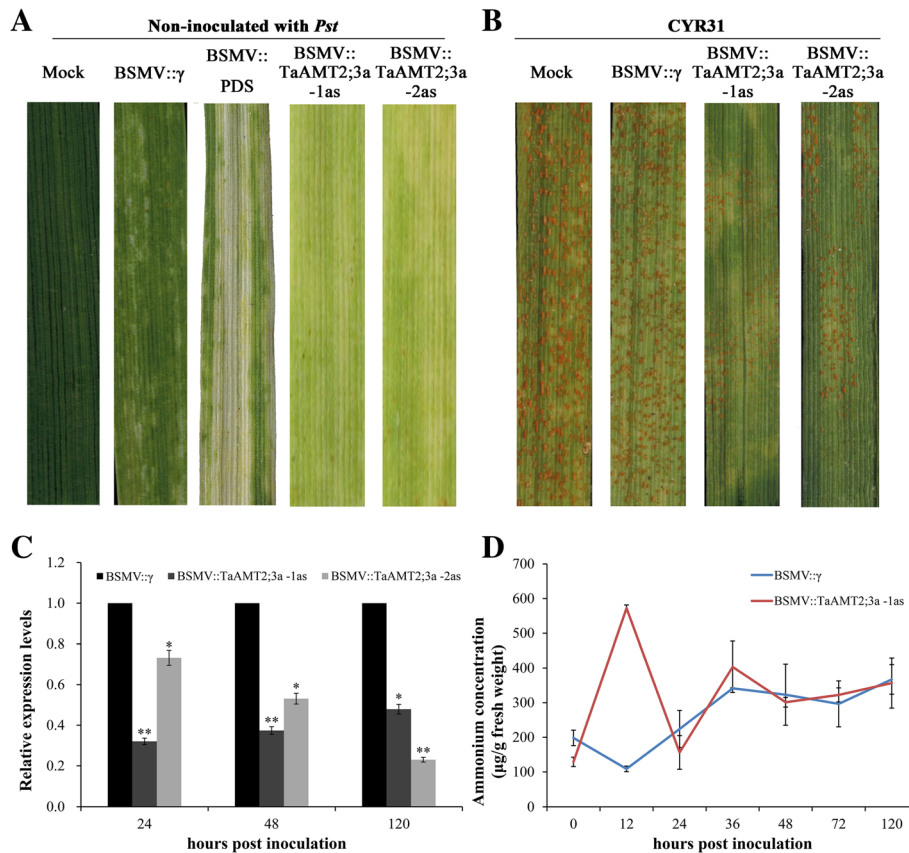 A
Non-inoculated with Pst
Mock
BSMV::γ
BSMV::
PDS
BSMV::
TaAMT2;3a
-1as
BSMV::
TaAMT2;3a
-2as
B
CYR31
Mock
BSMV::γ
BSMV::
TaAMT2;3a
-1as
BSMV::
TaAMT2;3a
-2as
C
Relative expression levels
1.2
1.0
0.8
0.6
0.4
0.2
0.0
BSMV::γ
BSMV::TaAMT2;3a -1as
BSMV::TaAMT2;3a -2as
**
*
**
*
*
**
24
48
120
hours post inoculation
D
Ammonium concentration
(μg/g fresh weight)
700
600
500
400
300
200
100
0
BSMV::γ
BSMV::TaAMT2;3a -1as
0
12
24
36
48
72
120
hours post inoculation